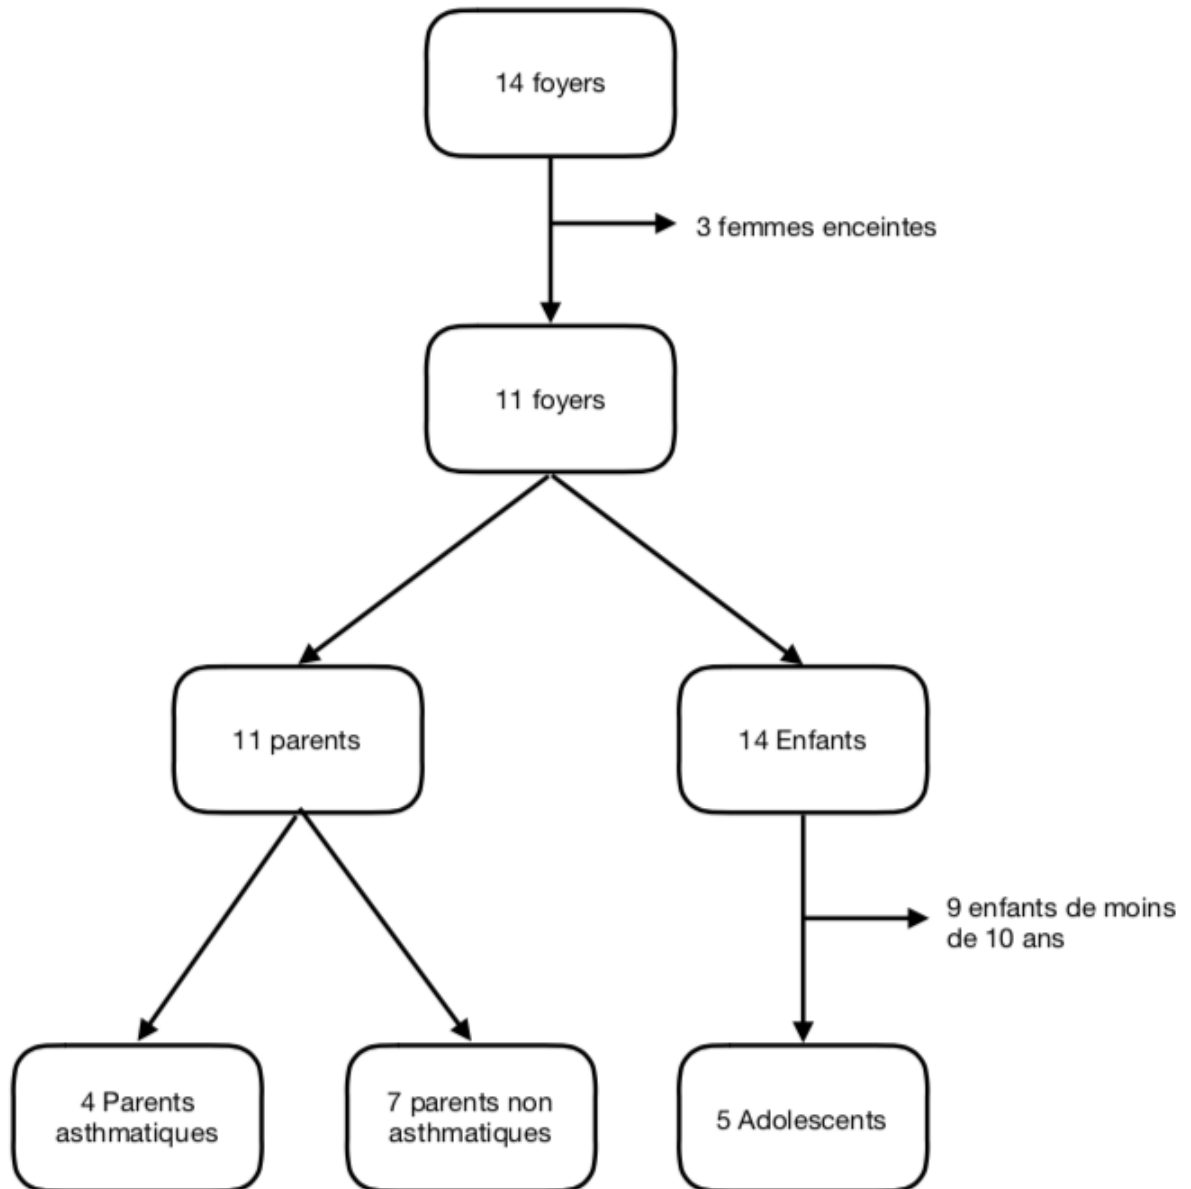 14 foyers
3 femmes enceintes
11 foyers
11 parents
14 Enfants
9 enfants de moins
de 10 ans
4 Parents
asthmatiques
7 parents non
asthmatiques
5 Adolescents